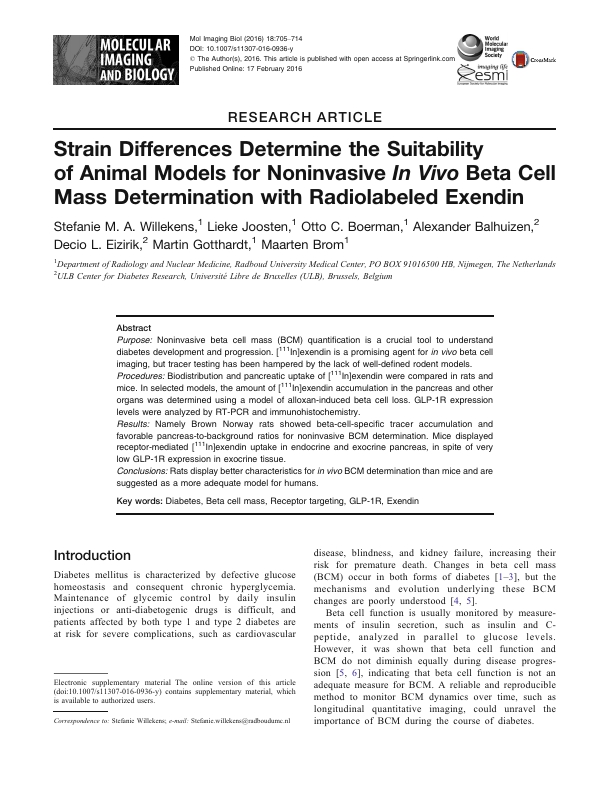 MOLECULAR
IMAGING
AND BIOLOGY
Mol Imaging Biol (2016) 18:705–714
DOI: 10.1007/s11307-016-0936-y
© The Author(s), 2016. This article is published with open access at Springerlink.com
Published Online: 17 February 2016
World
Molecular
Imaging
Society
imaging life
esmi
CrossMark
RESEARCH ARTICLE
Strain Differences Determine the Suitability
of Animal Models for Noninvasive In Vivo Beta Cell
Mass Determination with Radiolabeled Exendin
Stefanie M. A. Willekens,¹ Lieke Joosten,¹ Otto C. Boerman,¹ Alexander Balhuizen,²
Decio L. Eizirik,² Martin Gotthardt,¹ Maarten Brom¹
¹Department of Radiology and Nuclear Medicine, Radboud University Medical Center, PO BOX 91016500 HB, Nijmegen, The Netherlands
²ULB Center for Diabetes Research, Université Libre de Bruxelles (ULB), Brussels, Belgium
Abstract
Purpose: Noninvasive beta cell mass (BCM) quantification is a crucial tool to understand
diabetes development and progression. [¹¹¹In]exendin is a promising agent for in vivo beta cell
imaging, but tracer testing has been hampered by the lack of well-defined rodent models.
Procedures: Biodistribution and pancreatic uptake of [¹¹¹In]exendin were compared in rats and
mice. In selected models, the amount of [¹¹¹In]exendin accumulation in the pancreas and other
organs was determined using a model of alloxan-induced beta cell loss. GLP-1R expression
levels were analyzed by RT-PCR and immunohistochemistry.
Results: Namely Brown Norway rats showed beta-cell-specific tracer accumulation and
favorable pancreas-to-background ratios for noninvasive BCM determination. Mice displayed
receptor-mediated [¹¹¹In]exendin uptake in endocrine and exocrine pancreas, in spite of very
low GLP-1R expression in exocrine tissue.
Conclusions: Rats display better characteristics for in vivo BCM determination than mice and are
suggested as a more adequate model for humans.
Key words: Diabetes, Beta cell mass, Receptor targeting, GLP-1R, Exendin
Introduction
Diabetes mellitus is characterized by defective glucose
homeostasis and consequent chronic hyperglycemia.
Maintenance of glycemic control by daily insulin
injections or anti-diabetogenic drugs is difficult, and
patients affected by both type 1 and type 2 diabetes are
at risk for severe complications, such as cardiovascular
Electronic supplementary material The online version of this article
(doi:10.1007/s11307-016-0936-y) contains supplementary material, which
is available to authorized users.
Correspondence to: Stefanie Willekens; e-mail: Stefanie.willekens@radboudumc.nl
disease, blindness, and kidney failure, increasing their
risk for premature death. Changes in beta cell mass
(BCM) occur in both forms of diabetes [1–3], but the
mechanisms and evolution underlying these BCM
changes are poorly understood [4, 5].
Beta cell function is usually monitored by measure-
ments of insulin secretion, such as insulin and C-
peptide, analyzed in parallel to glucose levels.
However, it was shown that beta cell function and
BCM do not diminish equally during disease progres-
sion [5, 6], indicating that beta cell function is not an
adequate measure for BCM. A reliable and reproducible
method to monitor BCM dynamics over time, such as
longitudinal quantitative imaging, could unravel the
importance of BCM during the course of diabetes.